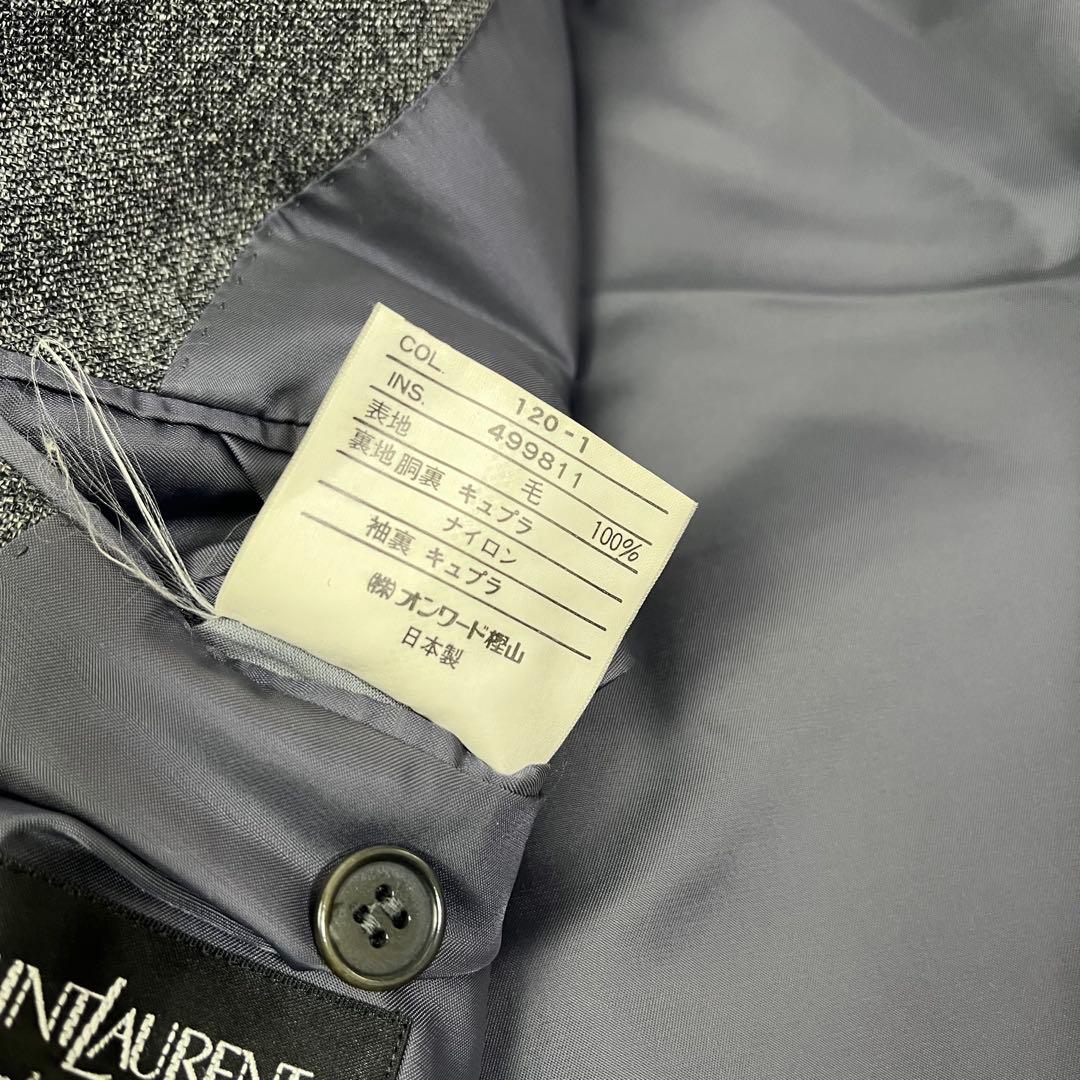 COL. 120-1
INS. 499811
表地 毛 100%
裏地胴裏 キュプラ
ナイロン
袖裏 キュプラ
㈱オンワード樫山
日本製
INTLAURENT